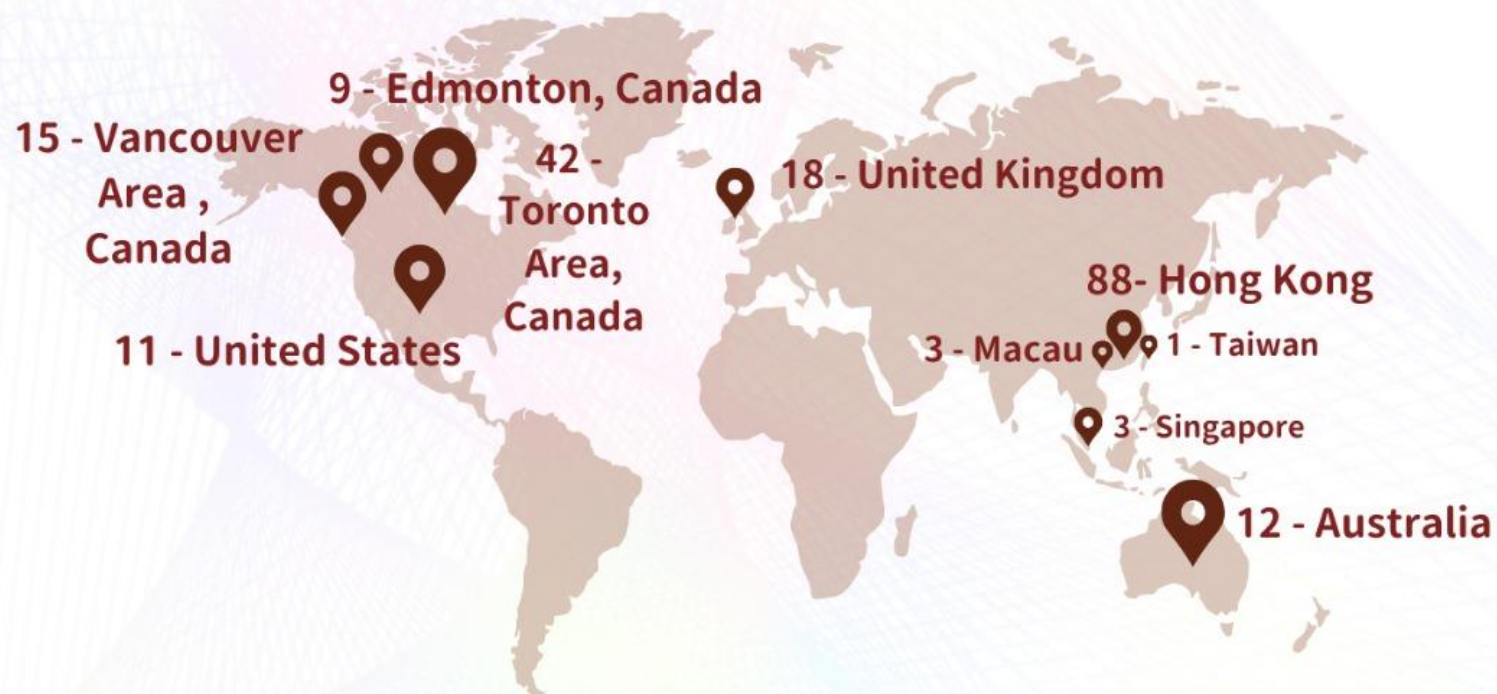 9 - Edmonton, Canada
15 - Vancouver
Area ,
Canada
42 -
Toronto
Area,
Canada
11 - United States
18 - United Kingdom
88- Hong Kong
3 - Macau
1 - Taiwan
3 - Singapore
12 - Australia